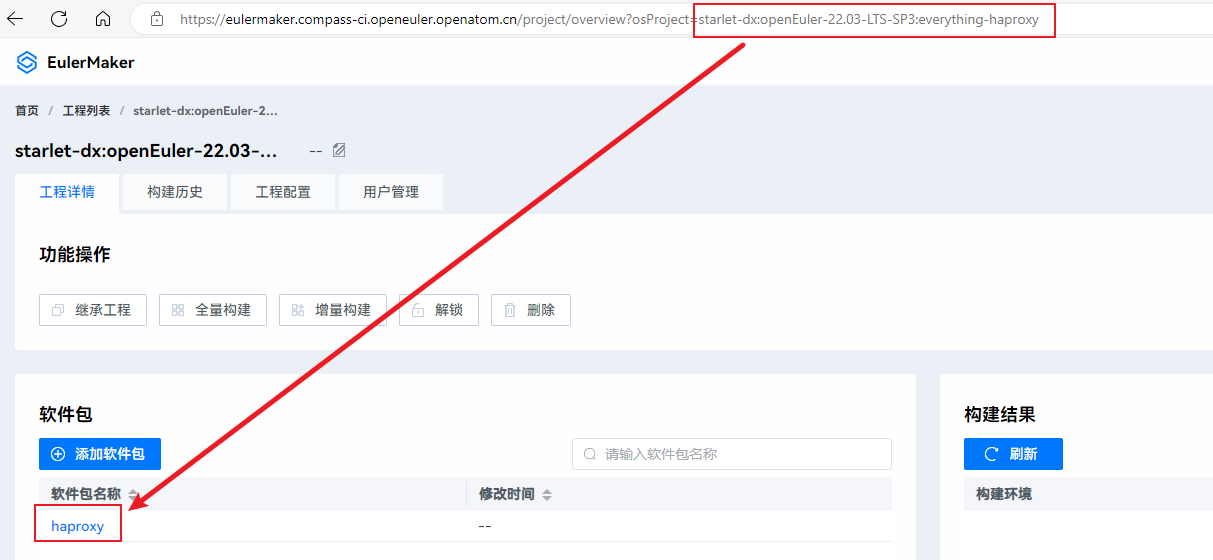 https://eulermaker.compass-ci.openeuler.openatom.cn/project/overview?osProject=starlet-dx:openEuler-22.03-LTS-SP3:everything-haproxy
EulerMaker
首页 / 工程列表 / starlet-dx:openEuler-2...
starlet-dx:openEuler-22.03-... --
工程详情 构建历史 工程配置 用户管理
功能操作
继承工程 全量构建 增量构建 解锁 删除
软件包 构建结果
添加软件包 请输入软件包名称 刷新
软件包名称 修改时间 构建环境
haproxy --